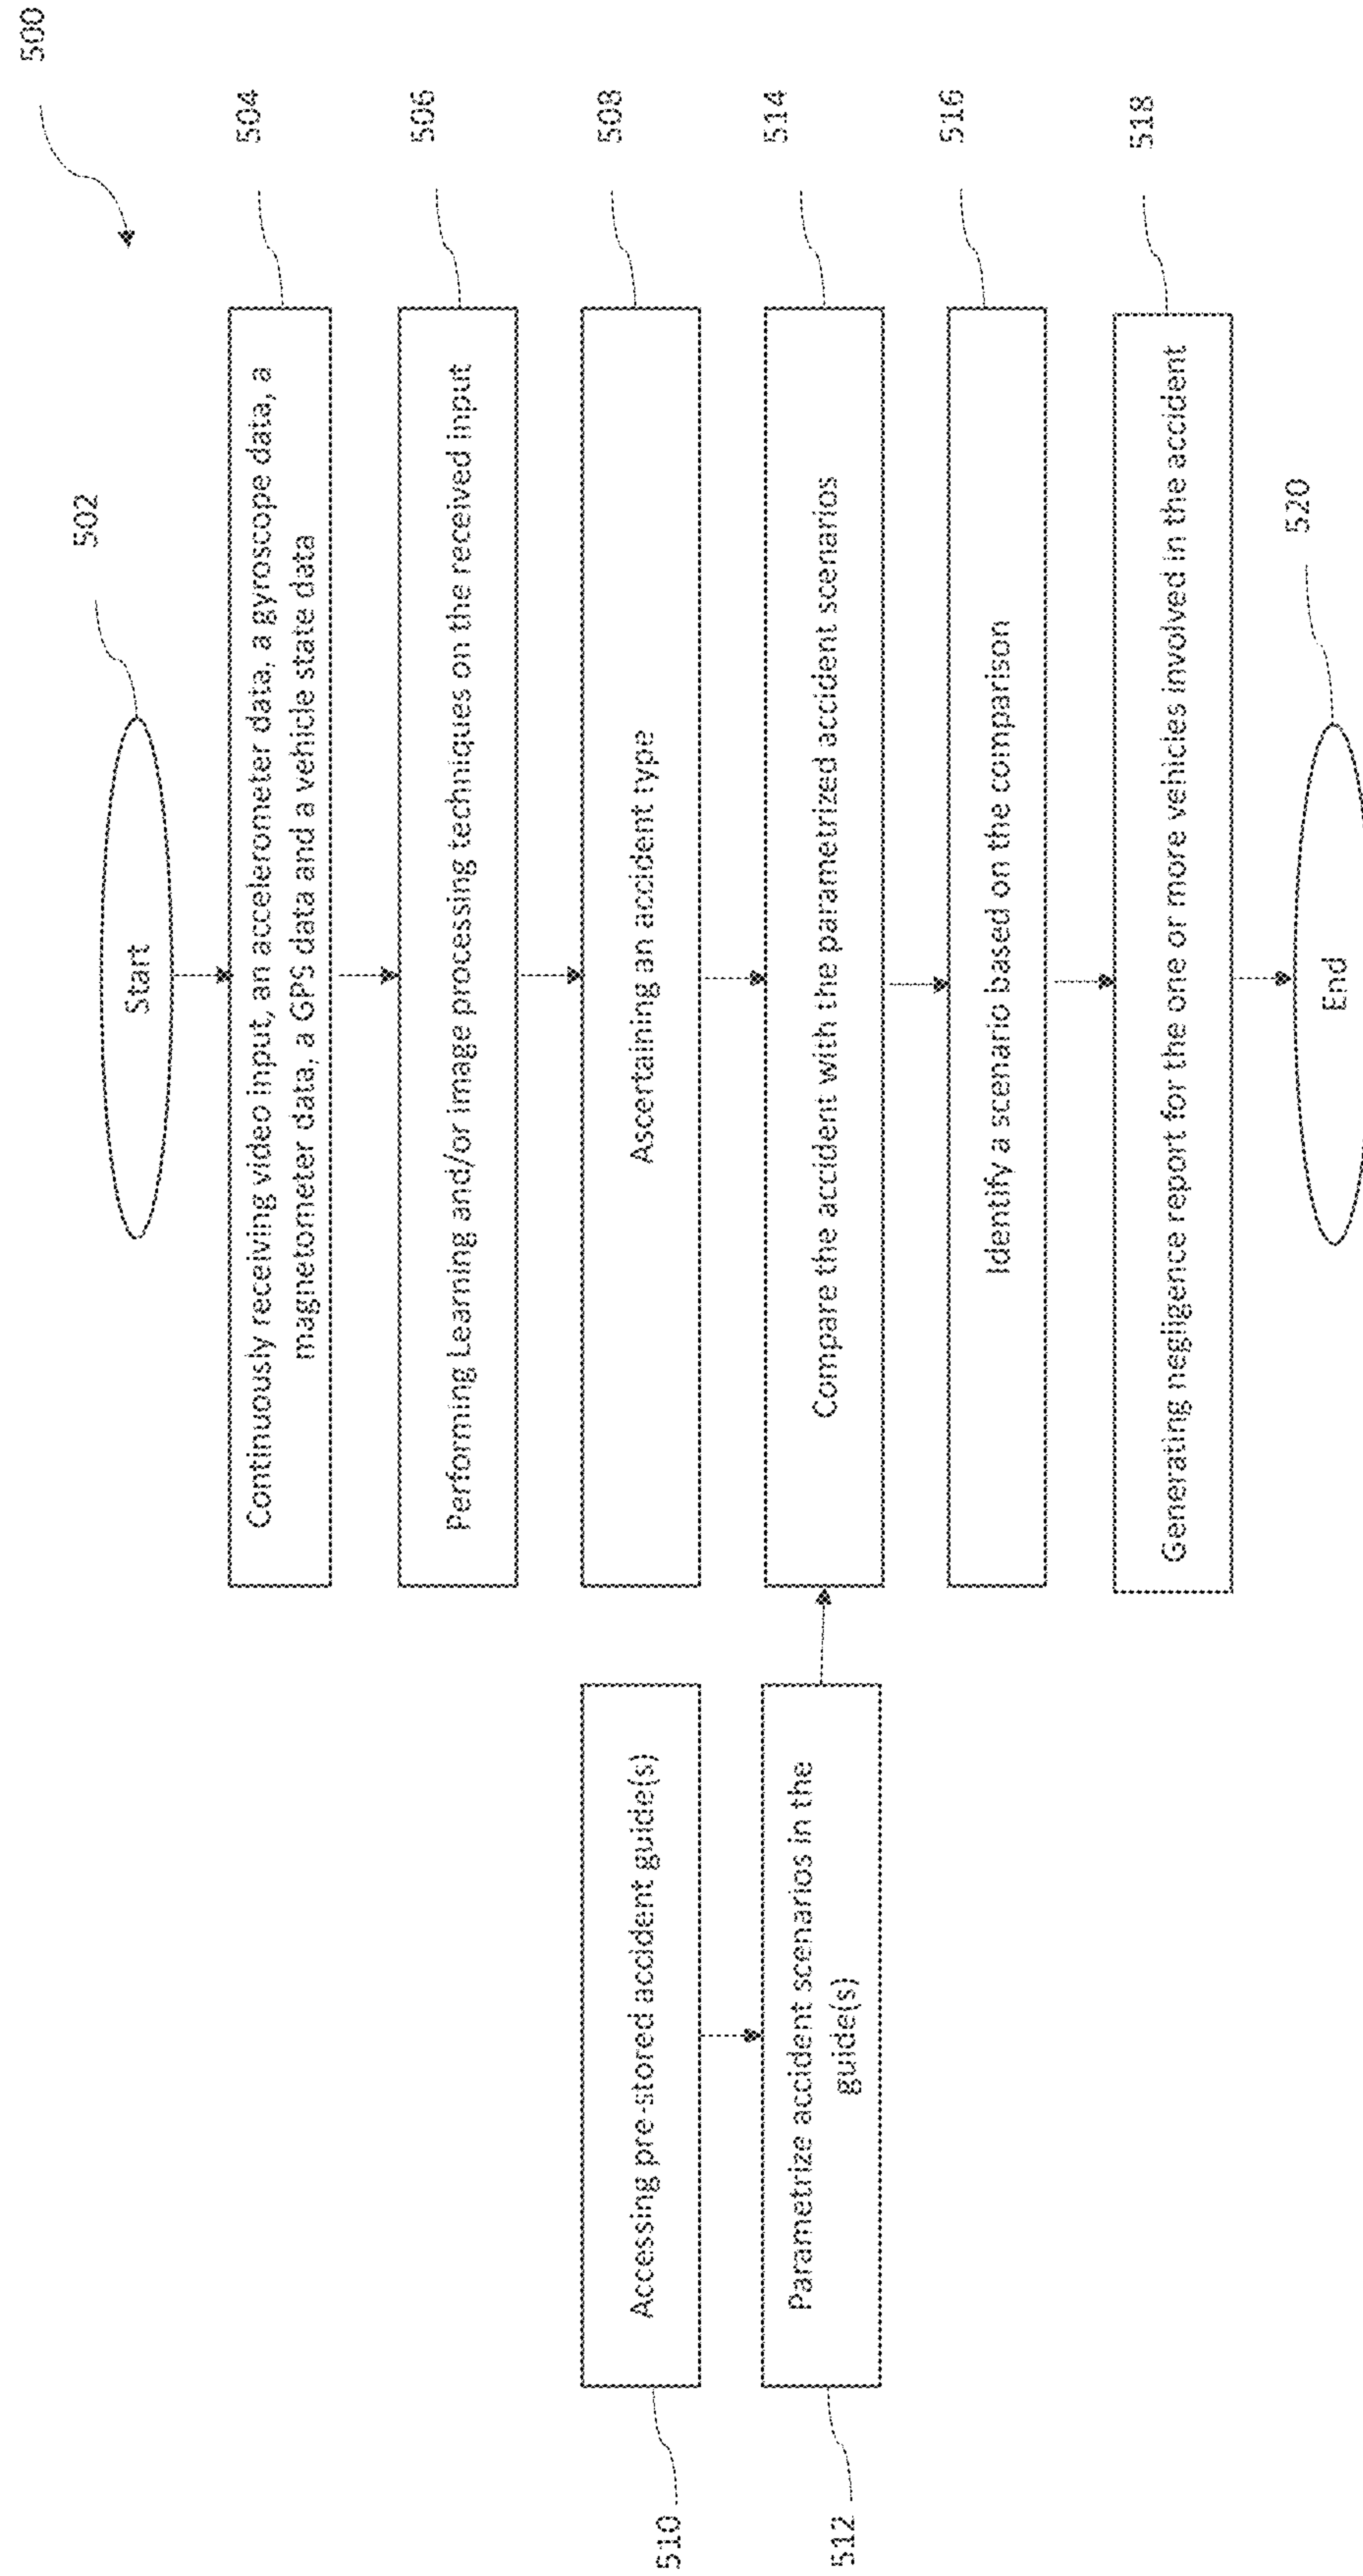 500
502
Start
Continuously receiving video input, an accelerometer data, a gyroscope data, a
magnetometer data, a GPS data and a vehicle state data
504
Performing Learning and/or image processing techniques on the received input
506
Accessing pre-stored accident guide(s)
510
Ascertaining an accident type
508
Parametrize accident scenarios in the
guide(s)
512
Compare the accident with the parametrized accident scenarios
514
Identify a scenario based on the comparison
516
Generating negligence report for the one or more vehicles involved in the accident
518
End
520